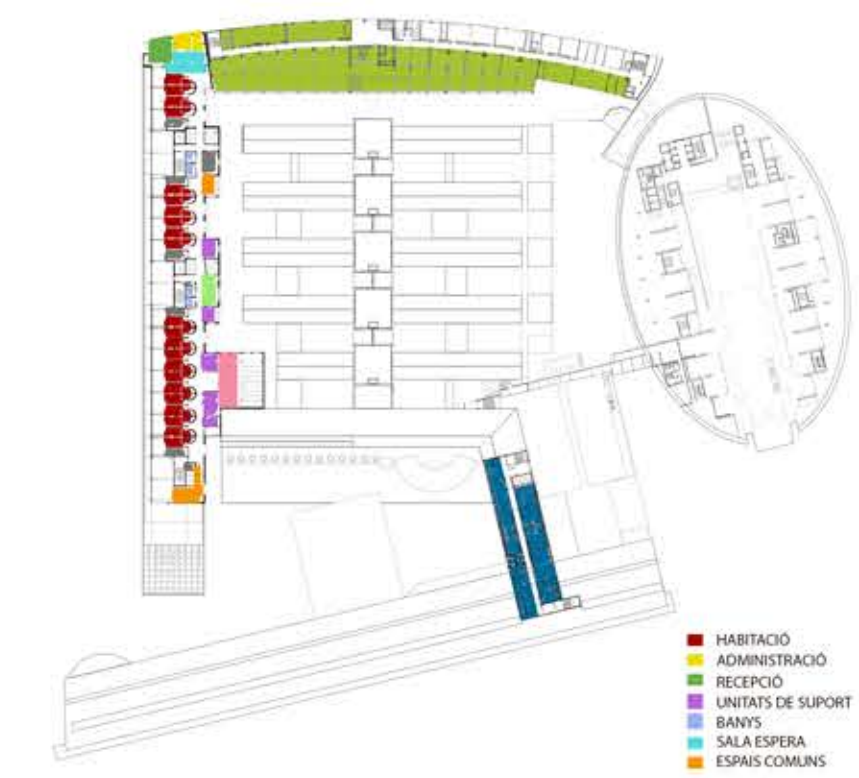 HABITACIÓ
ADMINISTRACIÓ
RECEPCIÓ
UNITATS DE SUPORT
BANYS
SALA ESPERA
ESPAIS COMUNS